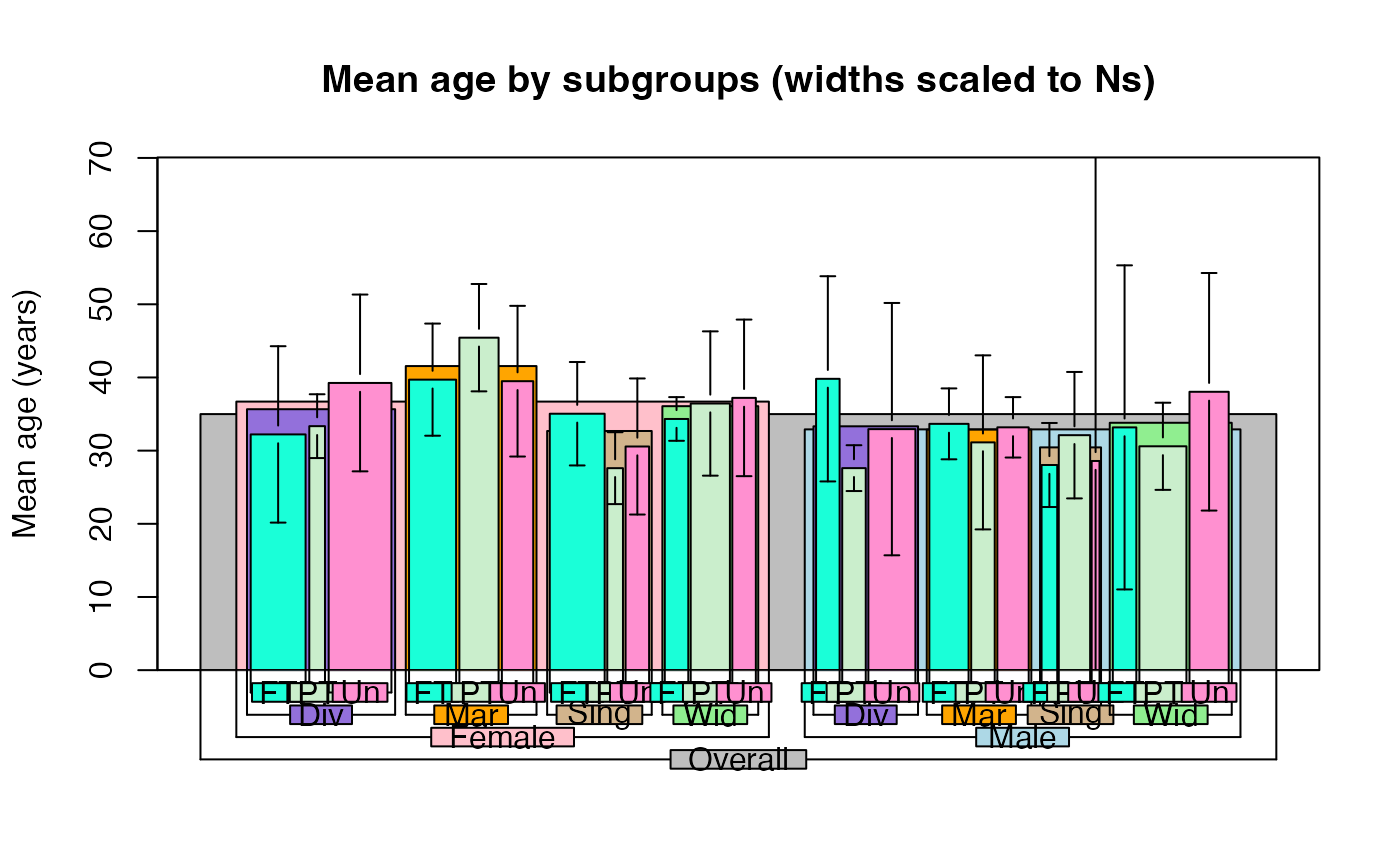 Mean age by subgroups (widths scaled to Ns)
Mean age (years)
70
60
50
40
30
20
10
0
FT PT Un FT PT Un FT PT Un FT PT Un FT PT Un FT PT Un FT PT Un FT PT Un
Div Mar Sing Wid Div Mar Sing Wid
Female Male
Overall